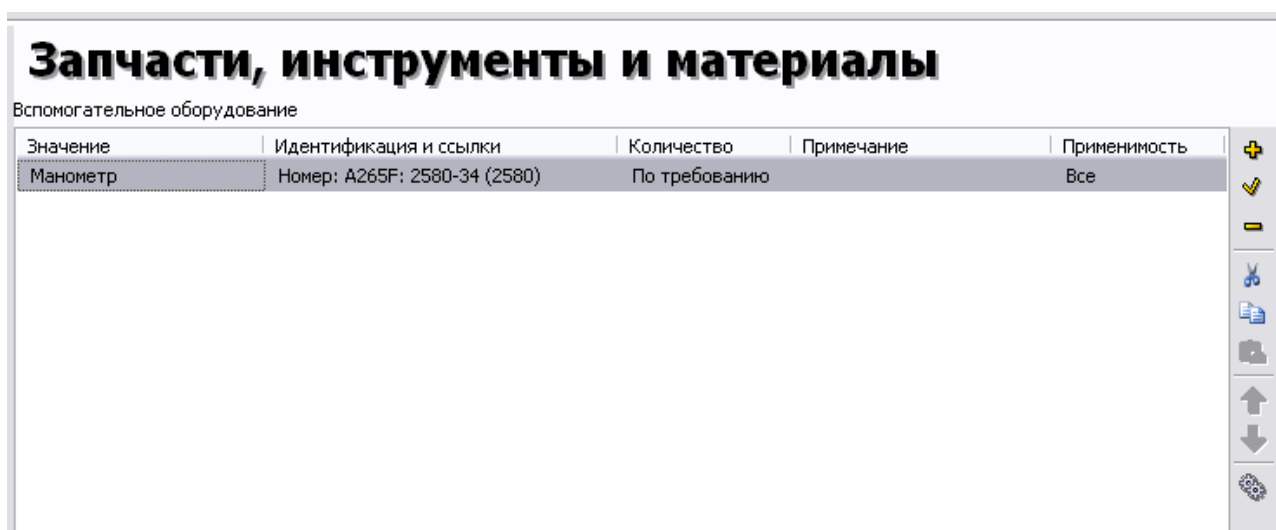 Запчасти, инструменты и материалы
Вспомогательное оборудование
Значение Идентификация и ссылки Количество Примечание Применимость
Манометр Номер: A265F: 2580-34 (2580) По требованию Все